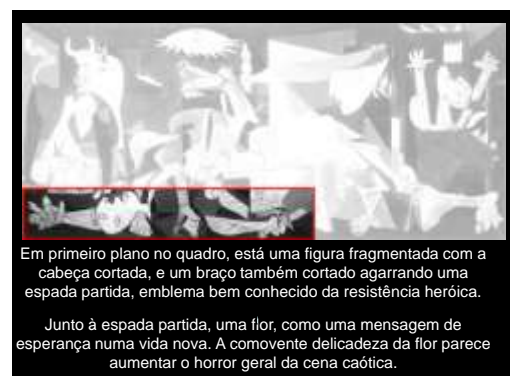 Em primeiro plano no quadro, está uma figura fragmentada com a
cabeça cortada, e um braço também cortado agarrando uma
espada partida, emblema bem conhecido da resistência heróica.
Junto à espada partida, uma flor, como uma mensagem de
esperança numa vida nova. A comovente delicadeza da flor parece
aumentar o horror geral da cena caótica.